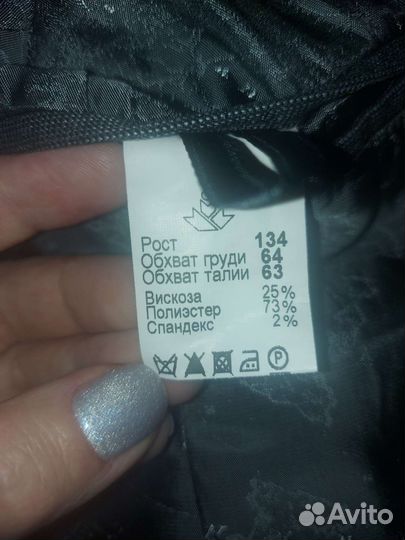 Рост 134
Обхват груди 64
Обхват талии 63
Вискоза 25%
Полиэстер 73%
Спандекс 2%
P
Avito